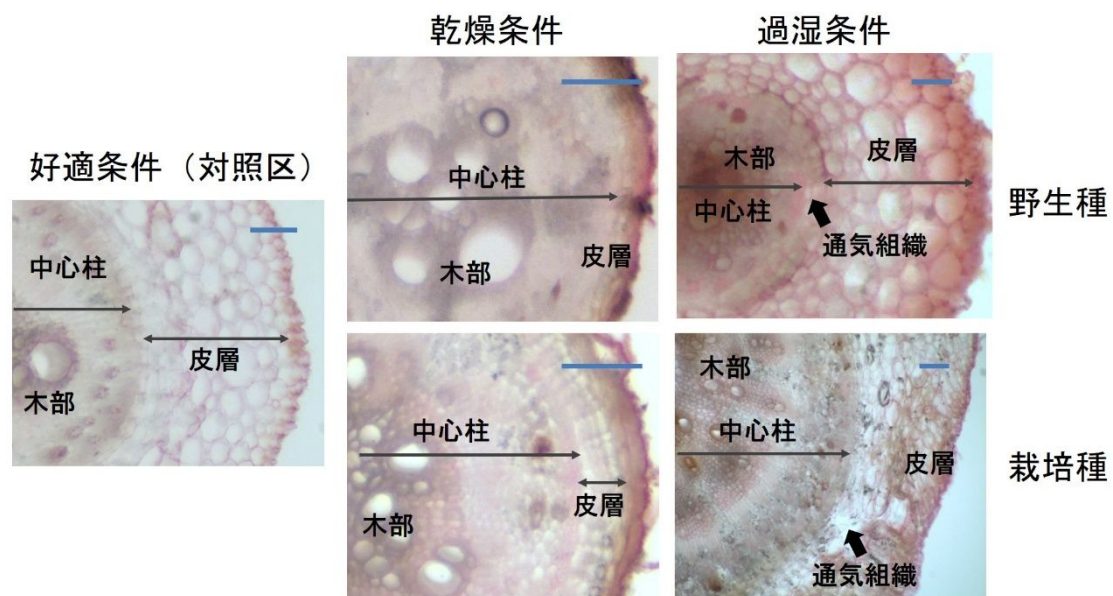 乾燥条件
過湿条件
好適条件（対照区）
中心柱
皮層
木部
中心柱
木部
皮層
木部
中心柱
皮層
通気組織
野生種
中心柱
皮層
木部
木部
中心柱
皮層
通気組織
栽培種